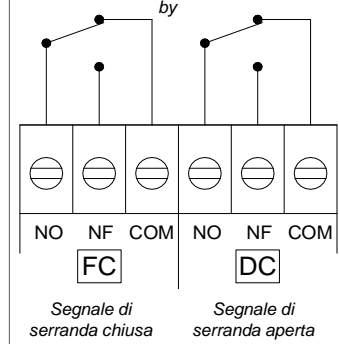 by
NO NF COM NO NF COM
FC DC
Segnale di Segnale di
serranda chiusa serranda aperta